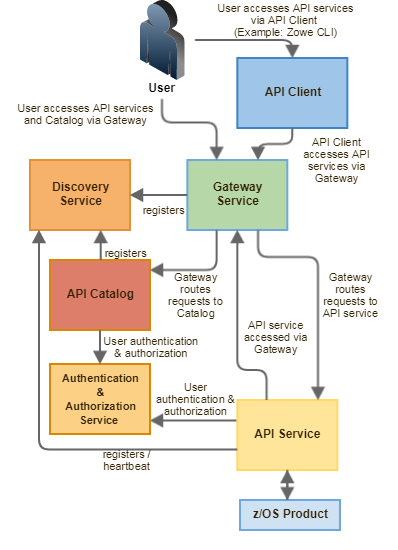 User accesses API services
via API Client
(Example: Zowe CLI)
User
API Client
User accesses API services
and Catalog via Gateway
API Client
accesses API
services via
Gateway
Discovery
Service
registers
Gateway
Service
registers
API Catalog
Gateway
routes
requests to
Catalog
Gateway
routes
requests to
API service
API service
accessed via
Gateway
User authentication
& authorization
Authentication
&
Authorization
Service
User
authentication &
authorization
API Service
registers /
heartbeat
z/OS Product